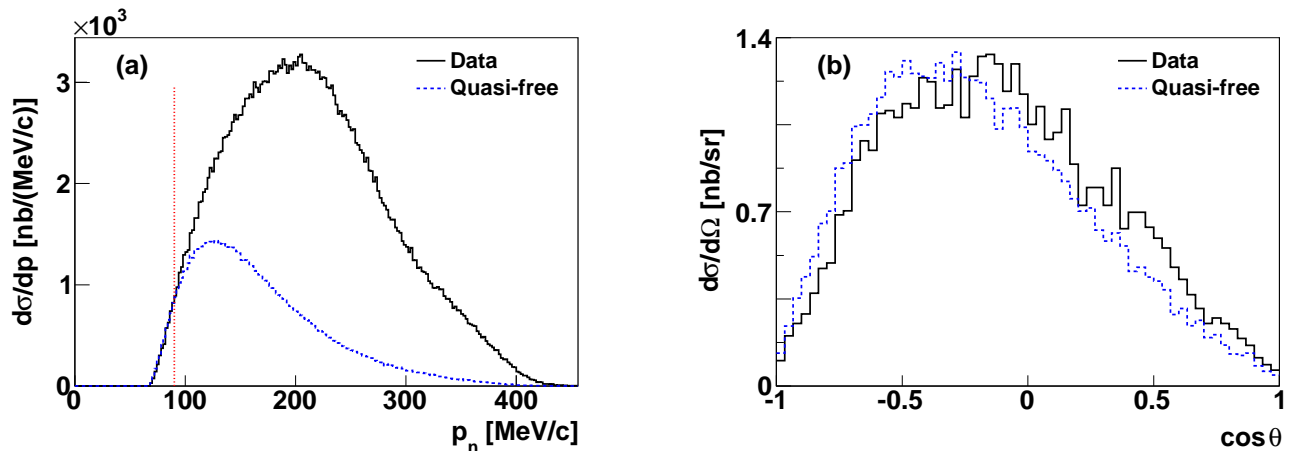 ×10³
(a)
Data
Quasi-free
dσ/dp [nb/(MeV/c)]
3
2
1
0
0 100 200 300 400
p_n [MeV/c]
(b)
Data
Quasi-free
dσ/dΩ [nb/sr]
1.4
0.7
0
-1 -0.5 0 0.5 1
cos θ